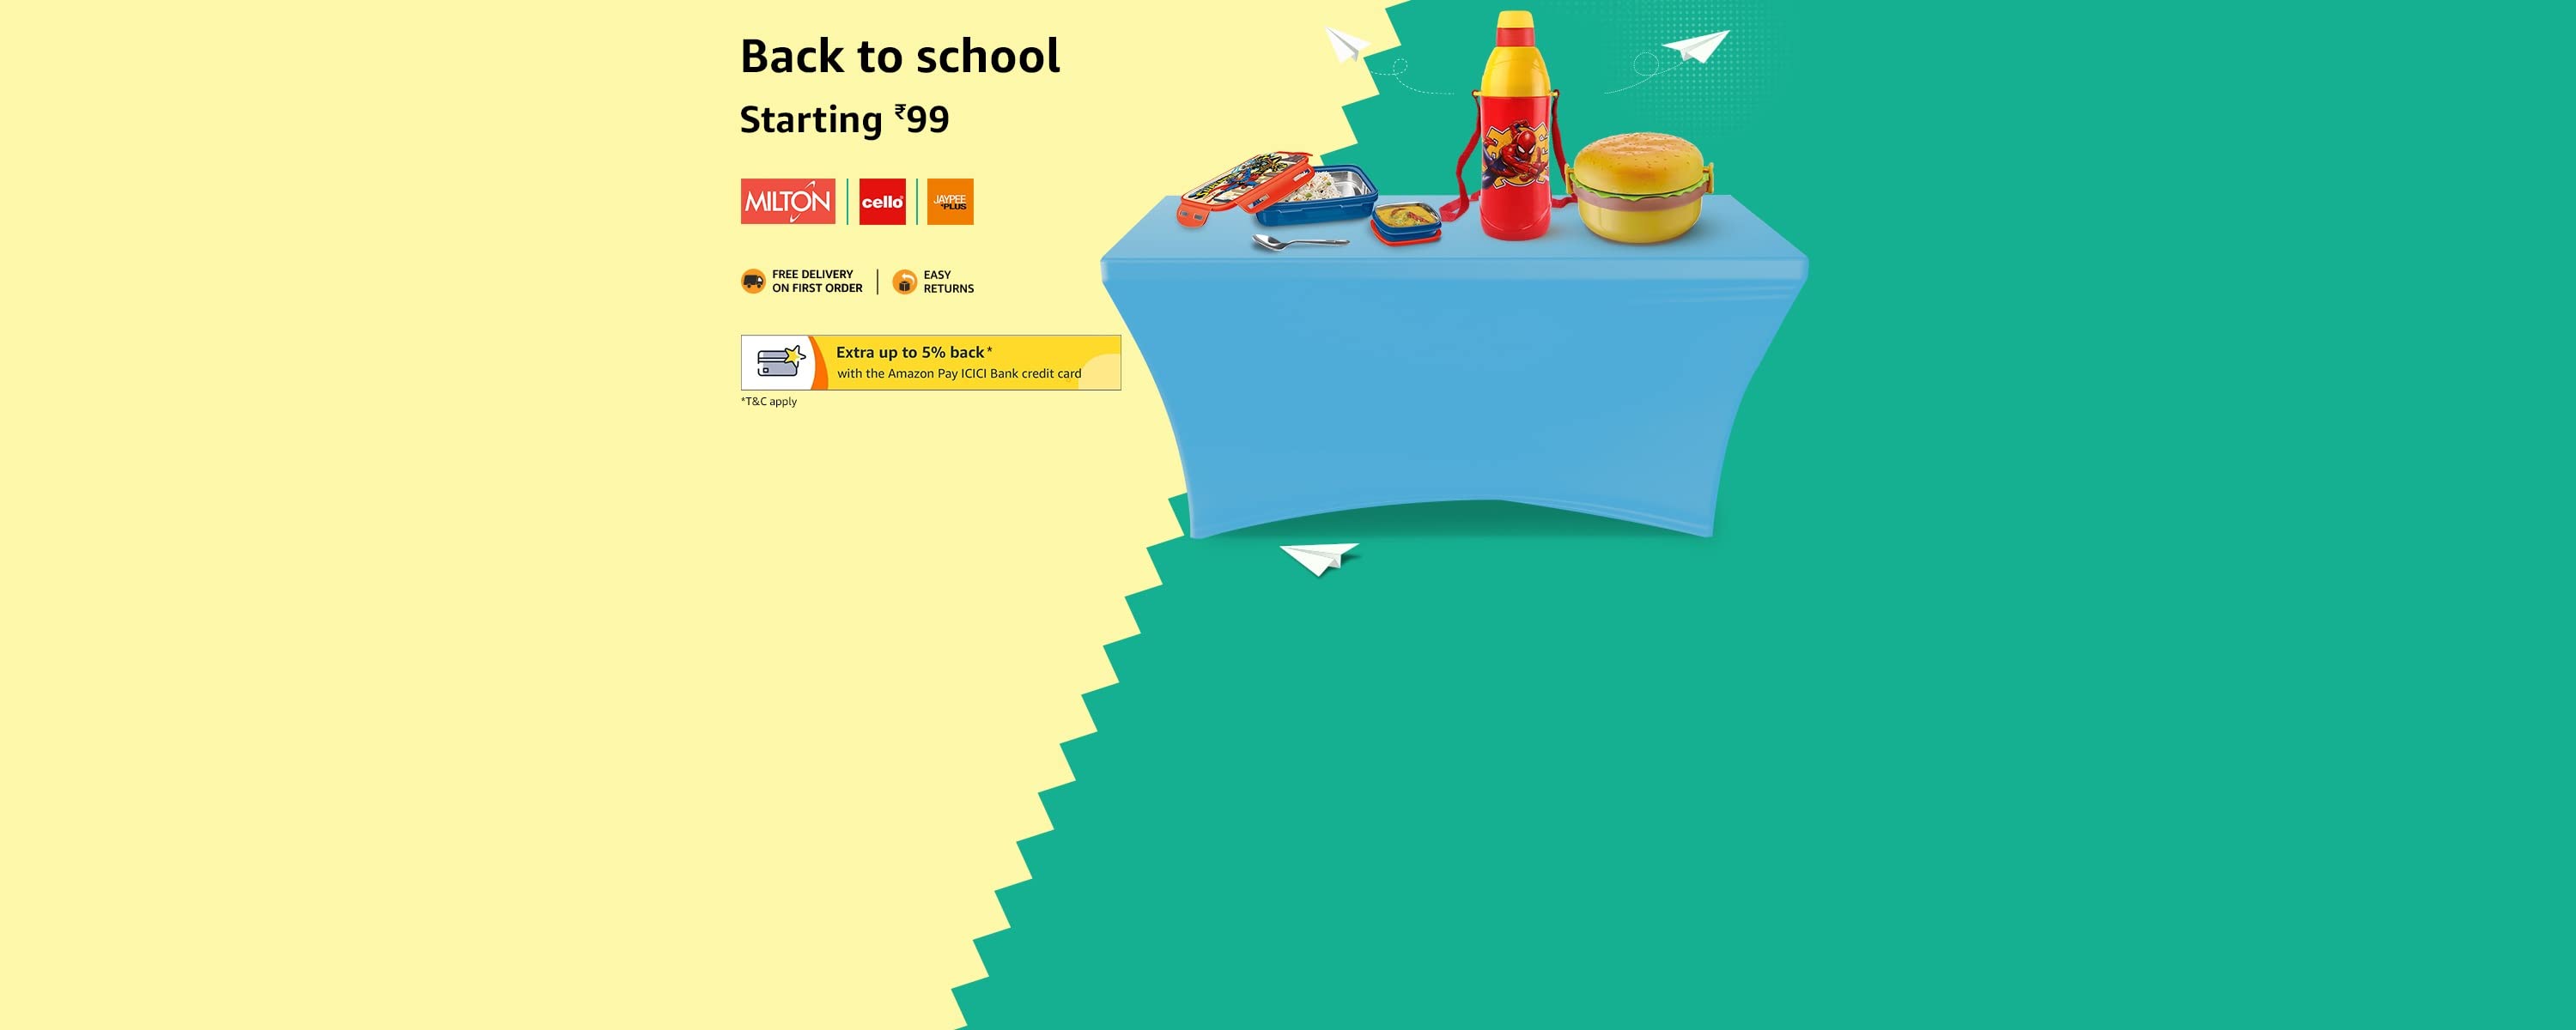 Back to school
Starting ₹99
MILTON
cello
JAYPEE
PLUS
FREE DELIVERY
ON FIRST ORDER
EASY
RETURNS
Extra up to 5% back*
with the Amazon Pay ICICI Bank credit card
*T&C apply